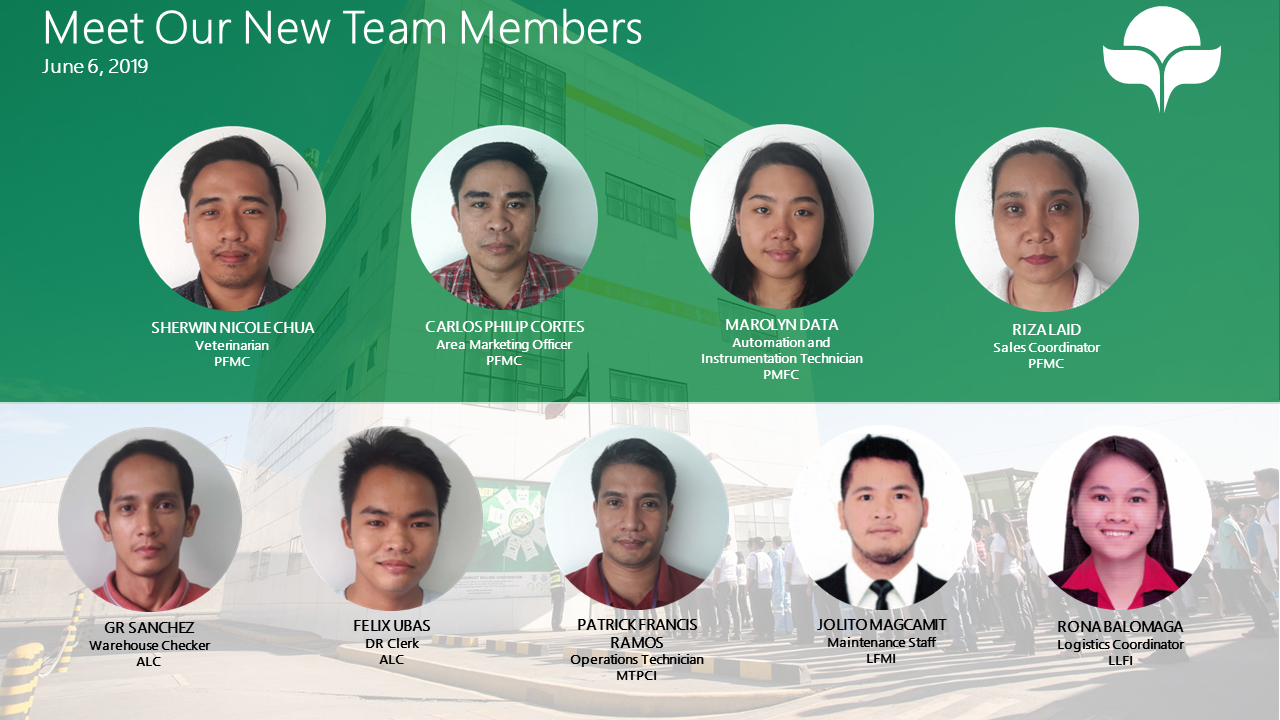 Meet Our New Team Members
June 6, 2019
SHERWIN NICOLE CHUA
Veterinarian
PFMC
CARLOS PHILIP CORTES
Area Marketing Officer
PFMC
MAROLYN DATA
Automation and
Instrumentation Technician
PMFC
RIZA LAID
Sales Coordinator
PFMC
GR SANCHEZ
Warehouse Checker
ALC
FELIX UBAS
DR Clerk
ALC
PATRICK FRANCIS
RAMOS
Operations Technician
MTPCI
JOLITO MAGCAMIT
Maintenance Staff
LFMI
RONA BALOMAGA
Logistics Coordinator
LLFI